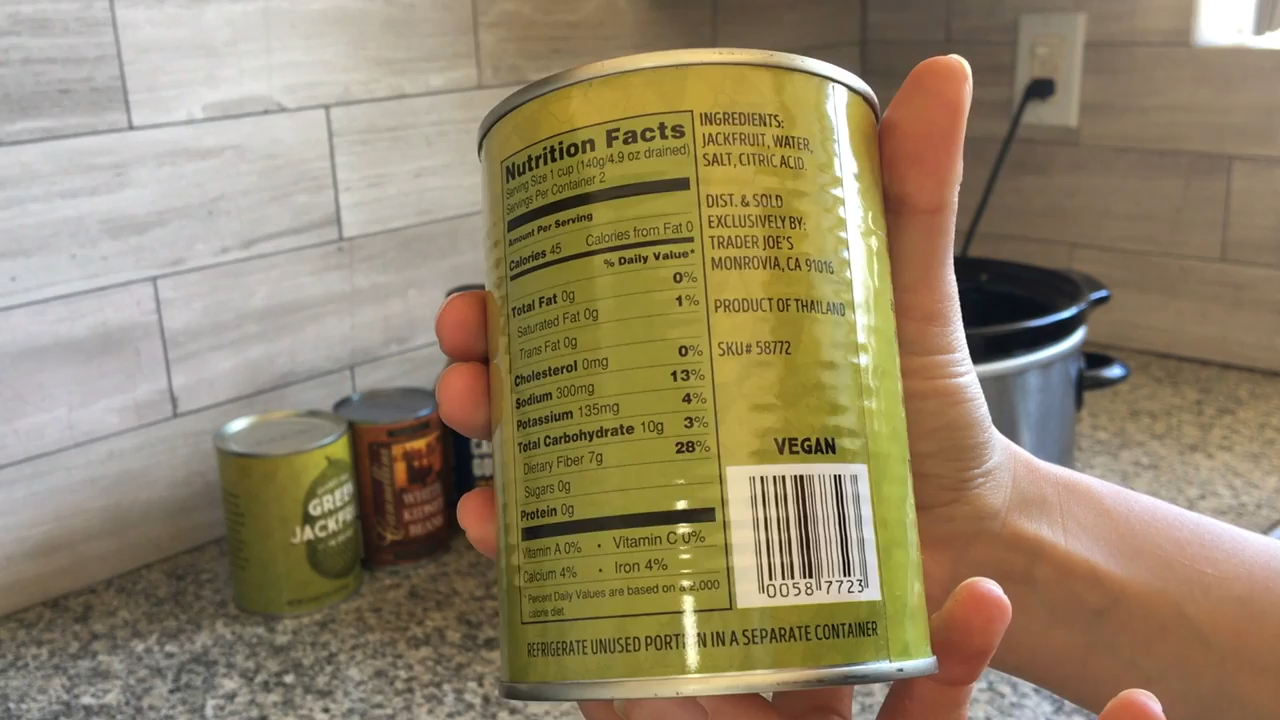 Nutrition Facts
Serving Size 1 cup (140g/4.9 oz drained)
Servings Per Container 2
Amount Per Serving
Calories 45 Calories from Fat 0
% Daily Value*
Total Fat 0g 0%
Saturated Fat 0g 1%
Trans Fat 0g
Cholesterol 0mg 0%
Sodium 300mg 13%
Potassium 135mg 4%
Total Carbohydrate 10g 3%
Dietary Fiber 7g 28%
Sugars 0g
Protein 0g
Vitamin A 0% • Vitamin C 0%
Calcium 4% • Iron 4%
*Percent Daily Values are based on a 2,000
calorie diet.
INGREDIENTS:
JACKFRUIT, WATER,
SALT, CITRIC ACID.
DIST. & SOLD
EXCLUSIVELY BY:
TRADER JOE'S
MONROVIA, CA 91016
PRODUCT OF THAILAND
SKU# 58772
VEGAN
0058 7723
REFRIGERATE UNUSED PORTION IN A SEPARATE CONTAINER
GREEN
JACKFRUIT
WHITE
KIDNEY
BEANS